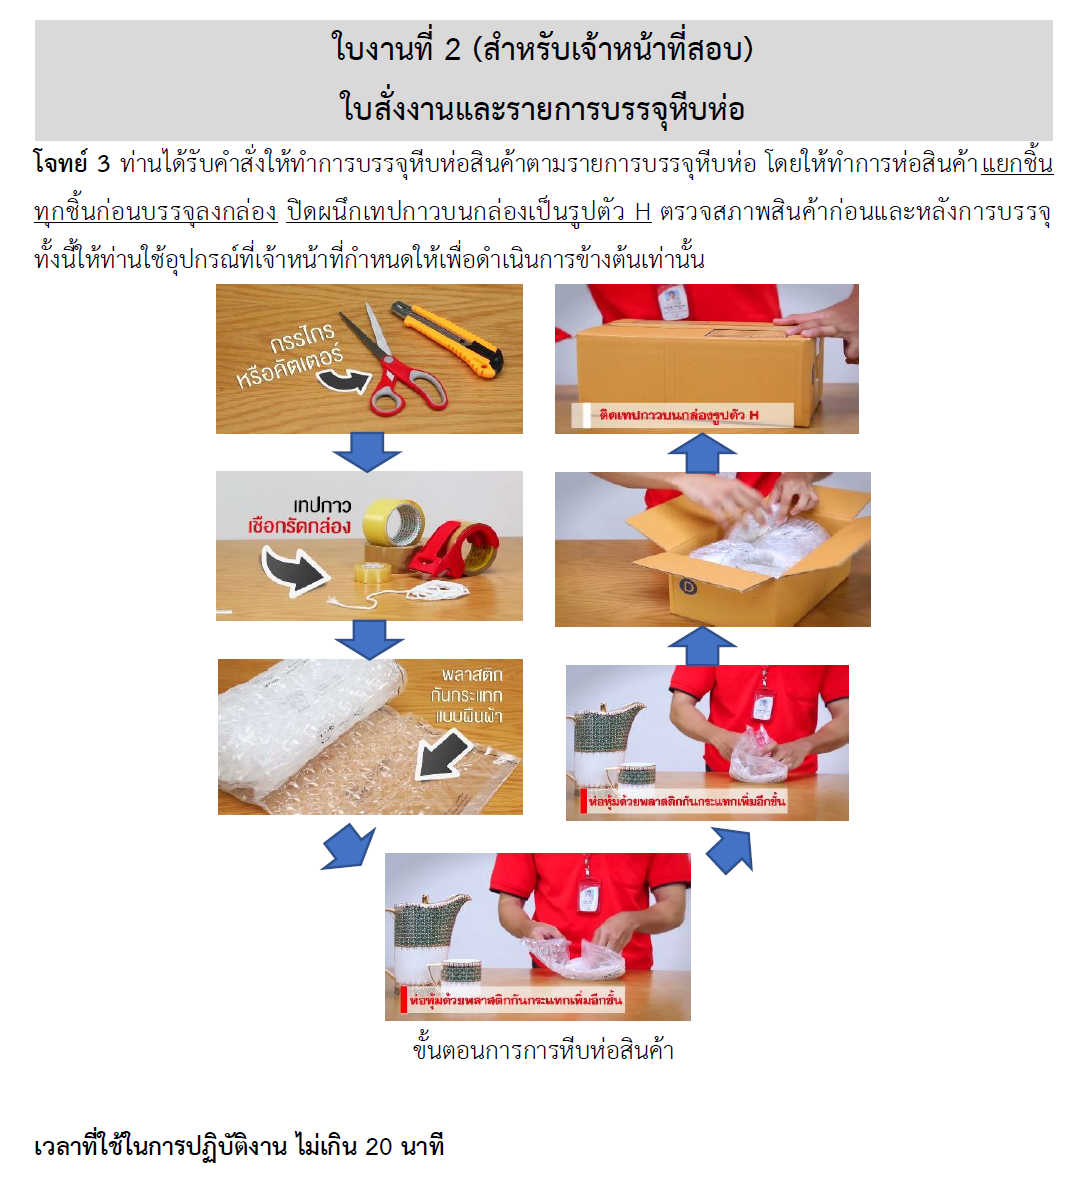 ใบงานที่ 2 (สำหรับเจ้าหน้าที่สอบ)
ใบสั่งงานและรายการบรรจุหีบห่อ
โจทย์ 3 ท่านได้รับคำสั่งให้ทำการบรรจุหีบห่อสินค้าตามรายการบรรจุหีบห่อ โดยให้ทำการห่อสินค้าแยกชิ้น
ทุกชิ้นก่อนบรรจุลงกล่อง ปิดผนึกเทปกาวบนกล่องเป็นรูปตัว H ตรวจสภาพสินค้าก่อนและหลังการบรรจุ
ทั้งนี้ให้ท่านใช้อุปกรณ์ที่เจ้าหน้าที่กำหนดให้เพื่อดำเนินการข้างต้นเท่านั้น
กรรไกร
หรือคัตเตอร์
เทปกาว
เชือกรัดกล่อง
พลาสติก
กันกระแทก
แบบผืนผ้า
ห่อหุ้มด้วยพลาสติกกันกระแทกเพิ่มอีกชั้น
ห่อหุ้มด้วยพลาสติกกันกระแทกเพิ่มอีกชั้น
D
ติดเทปกาวบนกล่องรูปตัว H
ขั้นตอนการการหีบห่อสินค้า
เวลาที่ใช้ในการปฏิบัติงาน ไม่เกิน 20 นาที